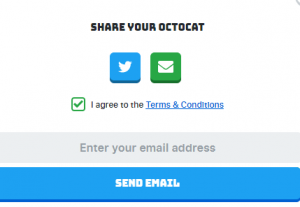 SHARE YOUR OCTOCAT
I agree to the Terms & Conditions
Enter your email address
SEND EMAIL